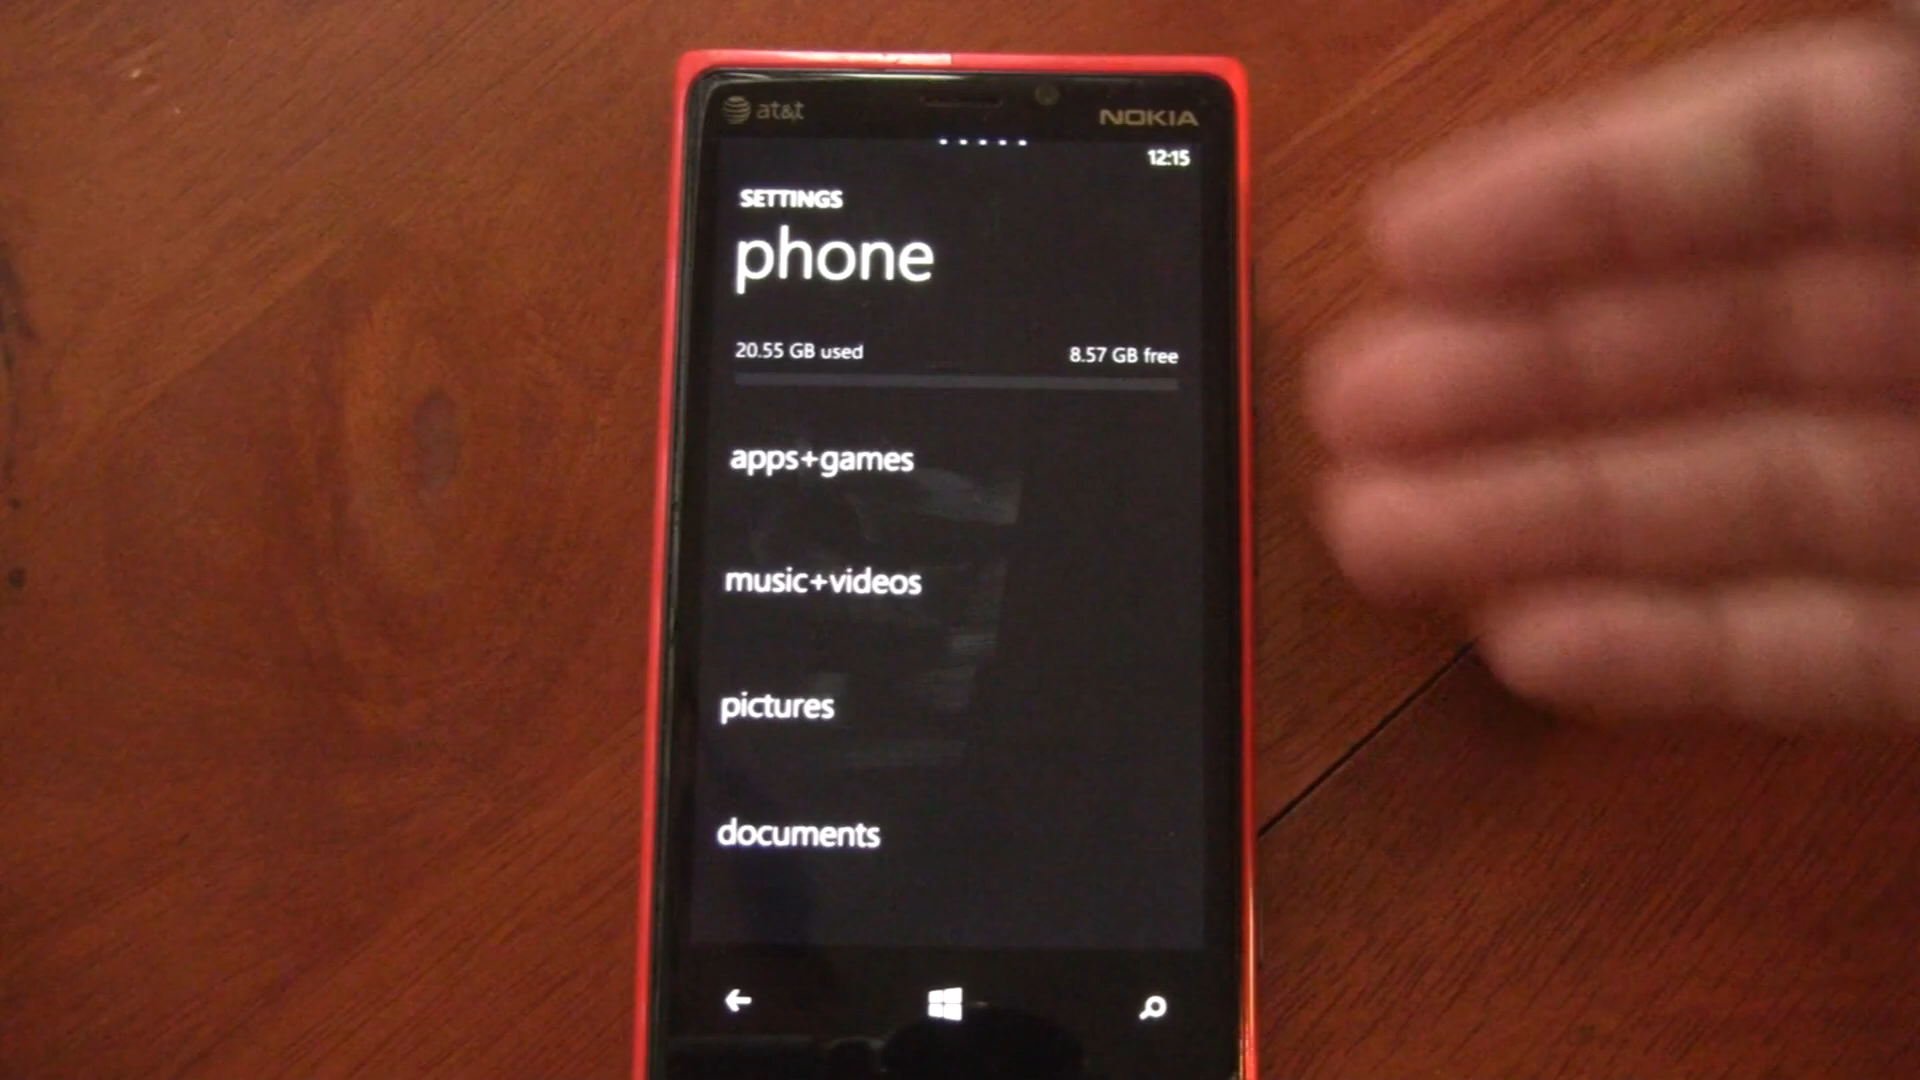 at&t
NOKIA
12:15
SETTINGS
phone
20.55 GB used
8.57 GB free
apps+games
music+videos
pictures
documents